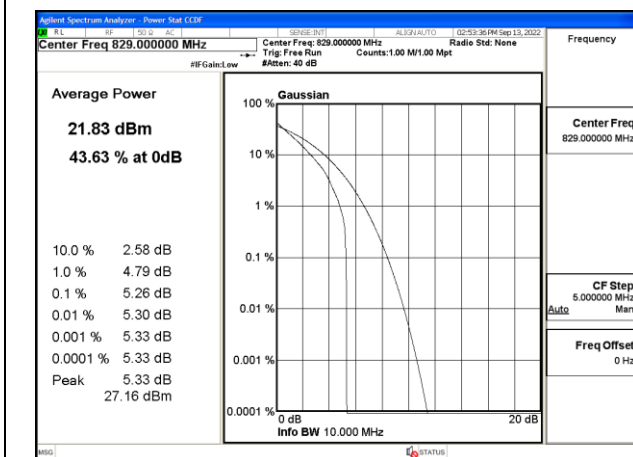 Agilent Spectrum Analyzer - Power Stat CCDF
RL RF 50 Ω AC SENSE:INT ALIGN AUTO 02:53:36 PM Sep 13, 2022
Center Freq 829.000000 MHz
Center Freq: 829.000000 MHz Radio Std: None
Trig: Free Run Counts:1.00 M/1.00 Mpt
#IFGain:Low #Atten: 40 dB
Frequency
Average Power
21.83 dBm
43.63 % at 0dB
10.0 % 2.58 dB
1.0 % 4.79 dB
0.1 % 5.26 dB
0.01 % 5.30 dB
0.001 % 5.33 dB
0.0001 % 5.33 dB
Peak 5.33 dB
27.16 dBm
Gaussian
100 %
10 %
1 %
0.1 %
0.01 %
0.001 %
0.0001 %
0 dB 20 dB
Info BW 10.000 MHz
Center Freq
829.000000 MHz
CF Step
5.000000 MHz
Auto Man
Freq Offset
0 Hz
MSG STATUS